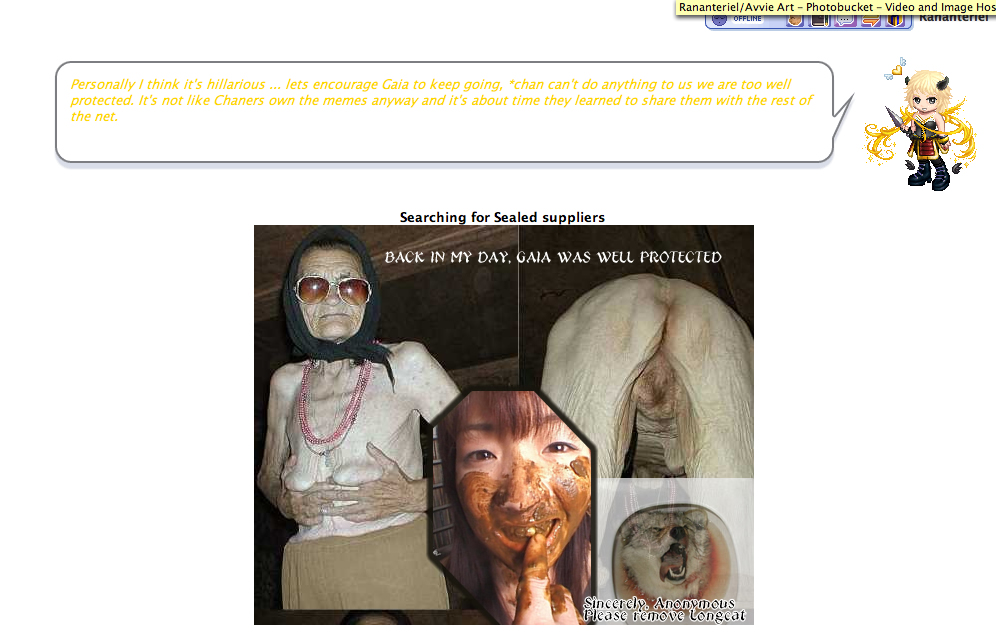 Rananteriel/Avvie Art – Photobucket – Video and Image Hos
OFFLINE
Rananteriel
Personally I think it's hillarious ... lets encourage Gaia to keep going, *chan can't do anything to us we are too well
protected. It's not like Chaners own the memes anyway and it's about time they learned to share them with the rest of
the net.
Searching for Sealed suppliers
BACK IN MY DAY, GAIA WAS WELL PROTECTED
Sincerely, Anonymous
Please remove Longcat